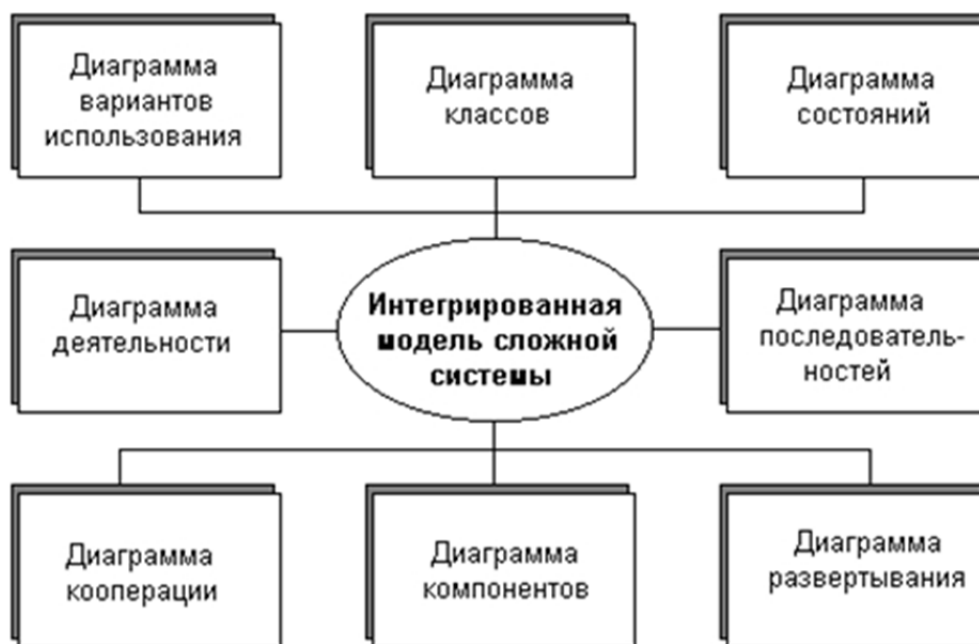 Диаграмма
вариантов
использования
Диаграмма
классов
Диаграмма
состояний
Диаграмма
деятельности
Интегрированная
модель сложной
системы
Диаграмма
последователь-
ностей
Диаграмма
кооперации
Диаграмма
компонентов
Диаграмма
развертывания